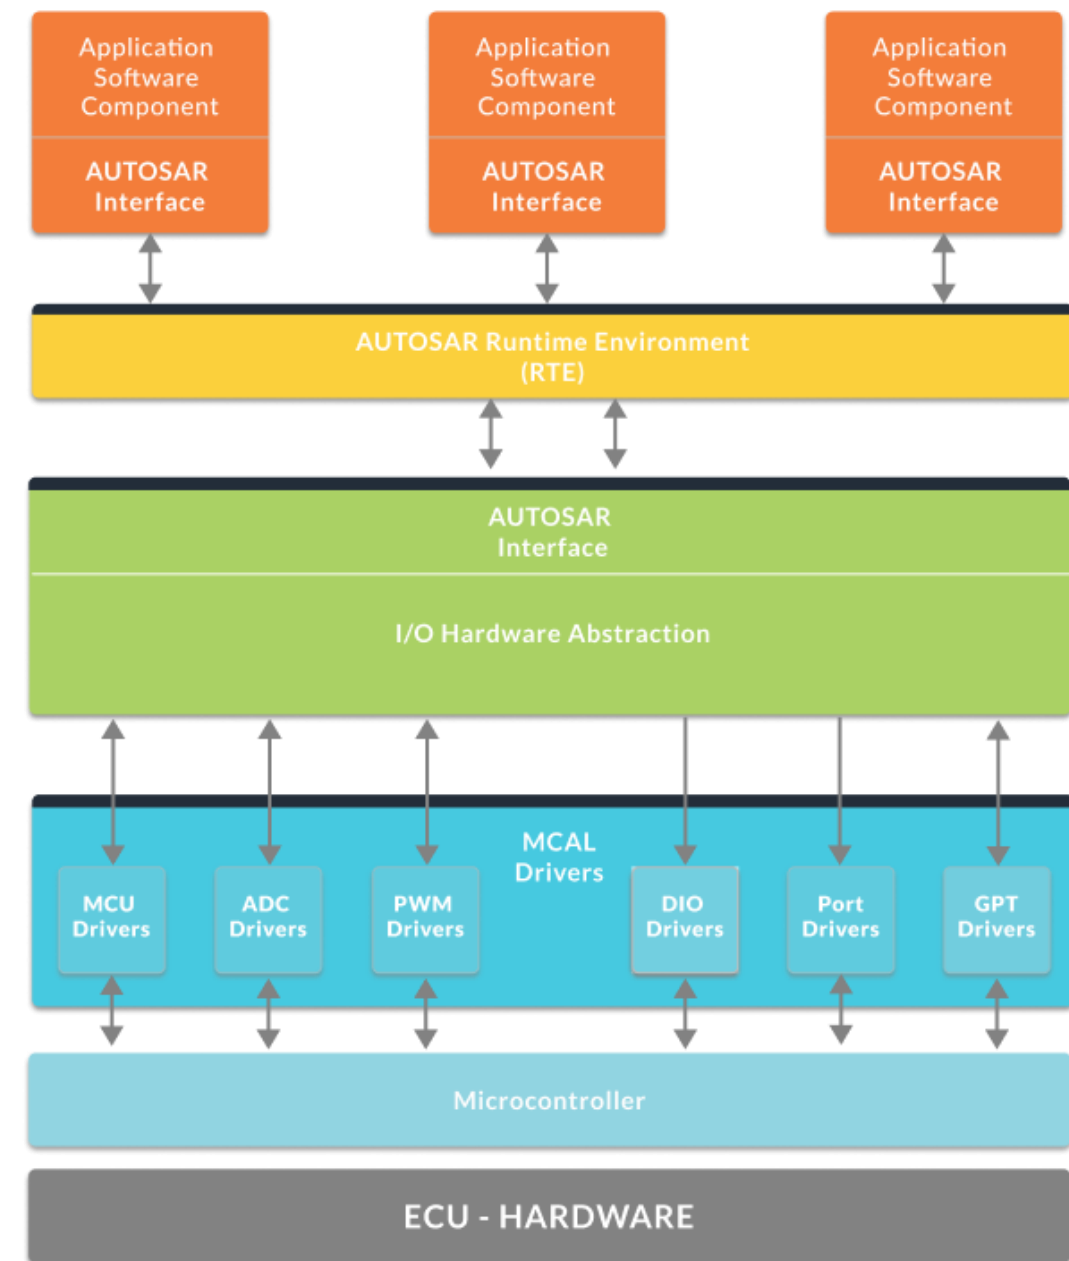 Application
Software
Component
AUTOSAR
Interface
Application
Software
Component
AUTOSAR
Interface
Application
Software
Component
AUTOSAR
Interface
AUTOSAR Runtime Environment
(RTE)
AUTOSAR
Interface
I/O Hardware Abstraction
MCAL
Drivers
MCU
Drivers
ADC
Drivers
PWM
Drivers
DIO
Drivers
Port
Drivers
GPT
Drivers
Microcontroller
ECU - HARDWARE